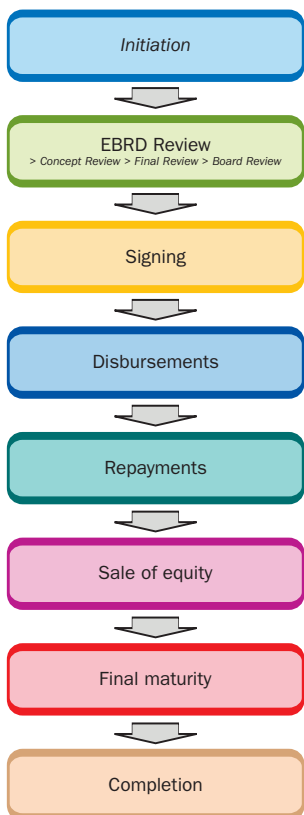 Initiation
EBRD Review
> Concept Review > Final Review > Board Review
Signing
Disbursements
Repayments
Sale of equity
Final maturity
Completion